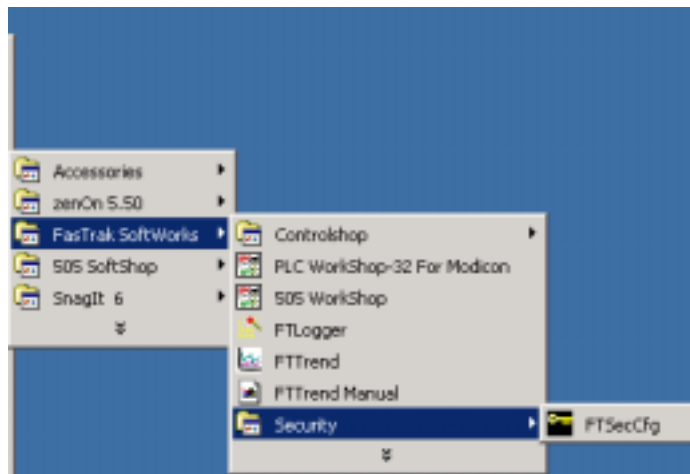 Accessories
zenOn 5.50
FasTrak SoftWorks
505 SoftShop
SnagIt 6
Controlshop
PLC WorkShop-32 For Modicon
505 WorkShop
FTLogger
FTTrend
FTTrend Manual
Security
FTSecCfg